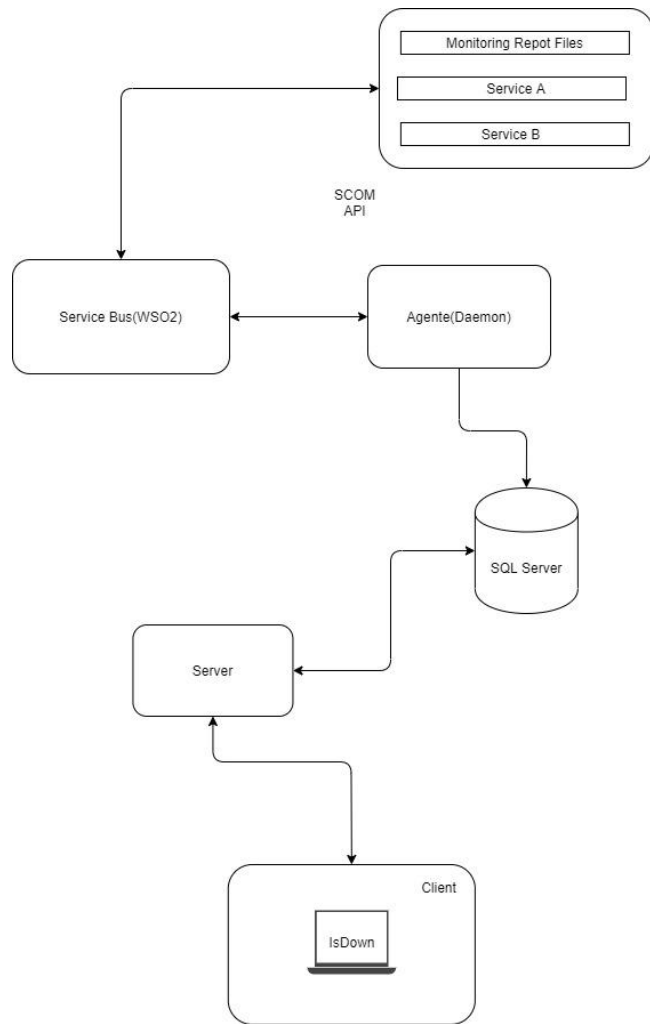 Monitoring Repot Files
Service A
Service B
SCOM
API
Service Bus(WSO2)
Agente(Daemon)
SQL Server
Server
Client
IsDown